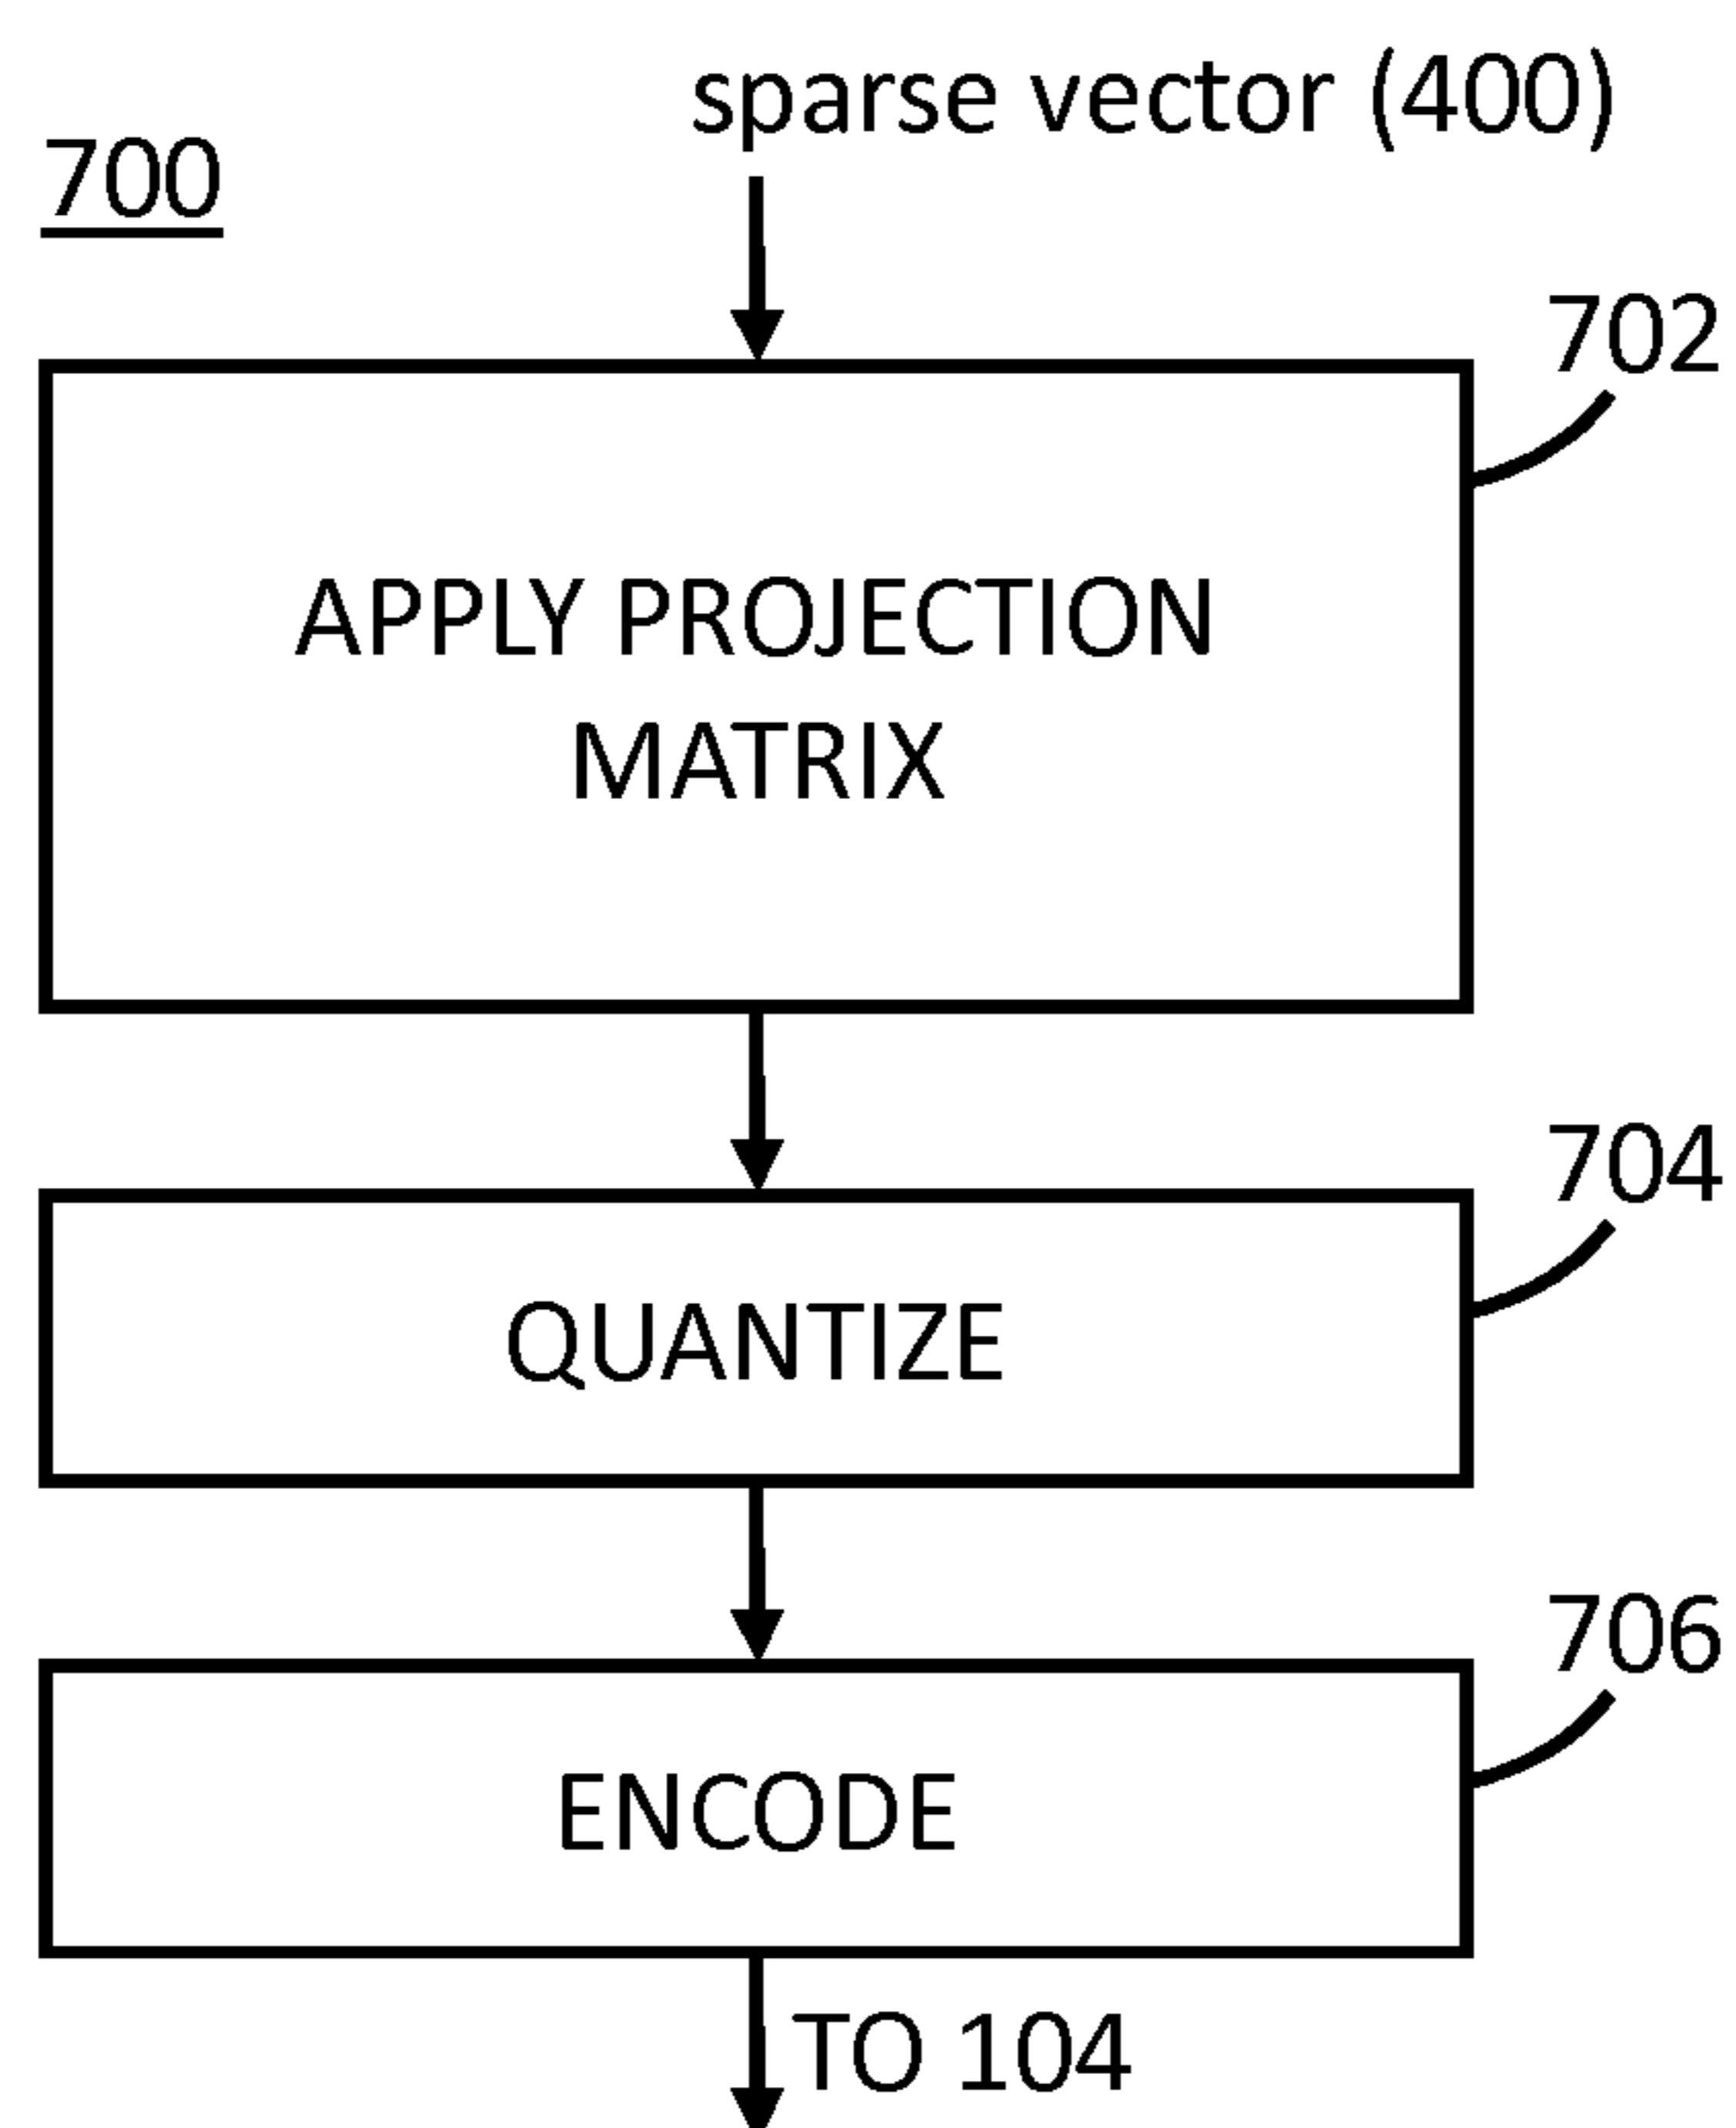 sparse vector (400)
700
702
APPLY PROJECTION
MATRIX
704
QUANTIZE
706
ENCODE
TO 104